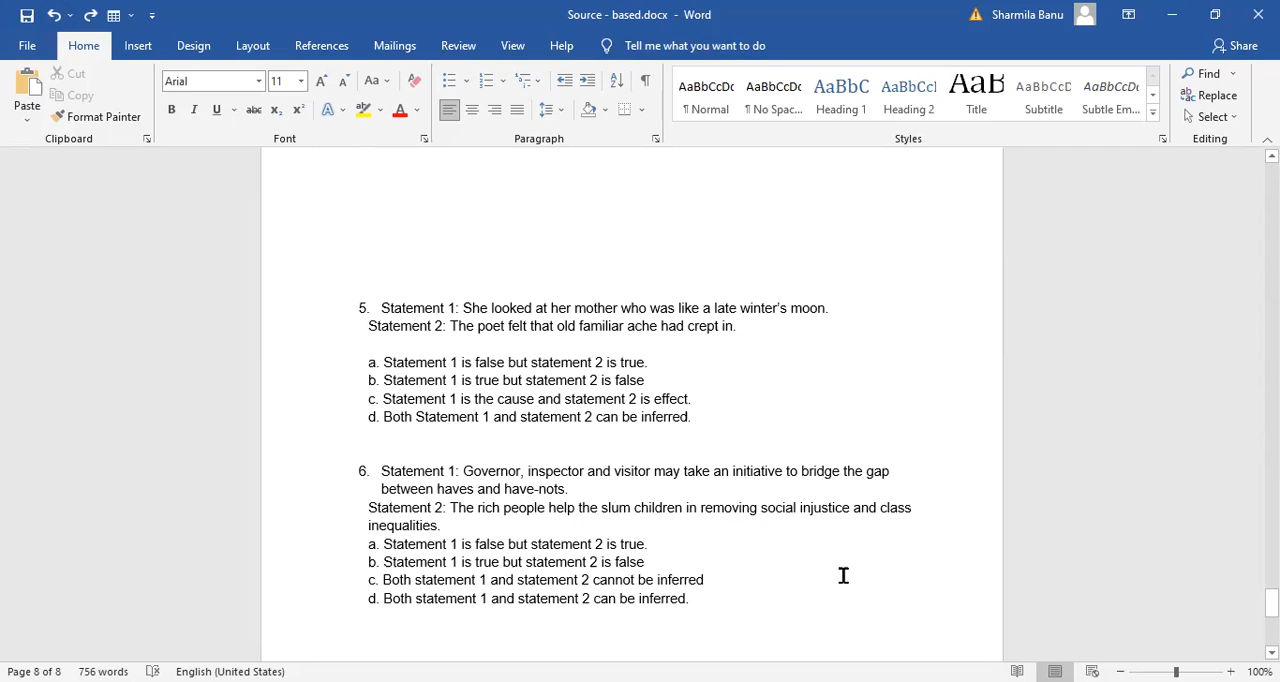 Source - based.docx - Word
Sharmila Banu
File Home Insert Design Layout References Mailings Review View Help Tell me what you want to do Share
Paste Cut Copy Format Painter Clipboard
Arial 11 Font
Paragraph
AaBbCcDc ¶ Normal
AaBbCcDc ¶ No Spac...
AaBbC Heading 1
AaBbCcl Heading 2
AaB Title
AaBbCcD Subtitle
AaBbCcDt Subtle Em...
Styles
Find Replace Select Editing
5. Statement 1: She looked at her mother who was like a late winter’s moon.
Statement 2: The poet felt that old familiar ache had crept in.
a. Statement 1 is false but statement 2 is true.
b. Statement 1 is true but statement 2 is false
c. Statement 1 is the cause and statement 2 is effect.
d. Both Statement 1 and statement 2 can be inferred.
6. Statement 1: Governor, inspector and visitor may take an initiative to bridge the gap
between haves and have-nots.
Statement 2: The rich people help the slum children in removing social injustice and class
inequalities.
a. Statement 1 is false but statement 2 is true.
b. Statement 1 is true but statement 2 is false
c. Both statement 1 and statement 2 cannot be inferred
d. Both statement 1 and statement 2 can be inferred.
Page 8 of 8 756 words English (United States) 100%